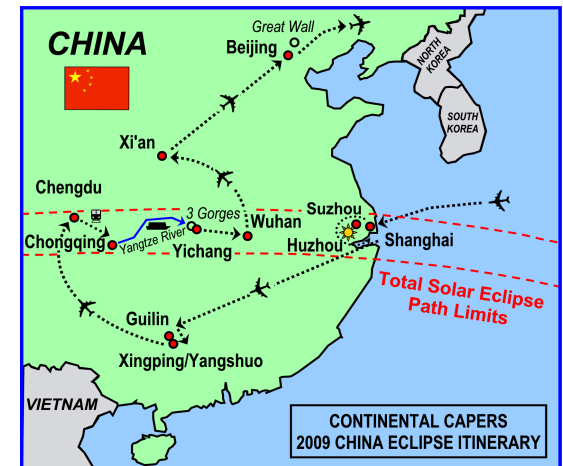 CHINA
Great Wall
Beijing
NORTH
KOREA
SOUTH
KOREA
Xi'an
Chengdu
3 Gorges
Suzhou
Wuhan
Chongqing
Yangtze River
Yichang
Huzhou
Shanghai
Total Solar Eclipse
Path Limits
Guilin
Xingping/Yangshuo
VIETNAM
CONTINENTAL CAPERS
2009 CHINA ECLIPSE ITINERARY